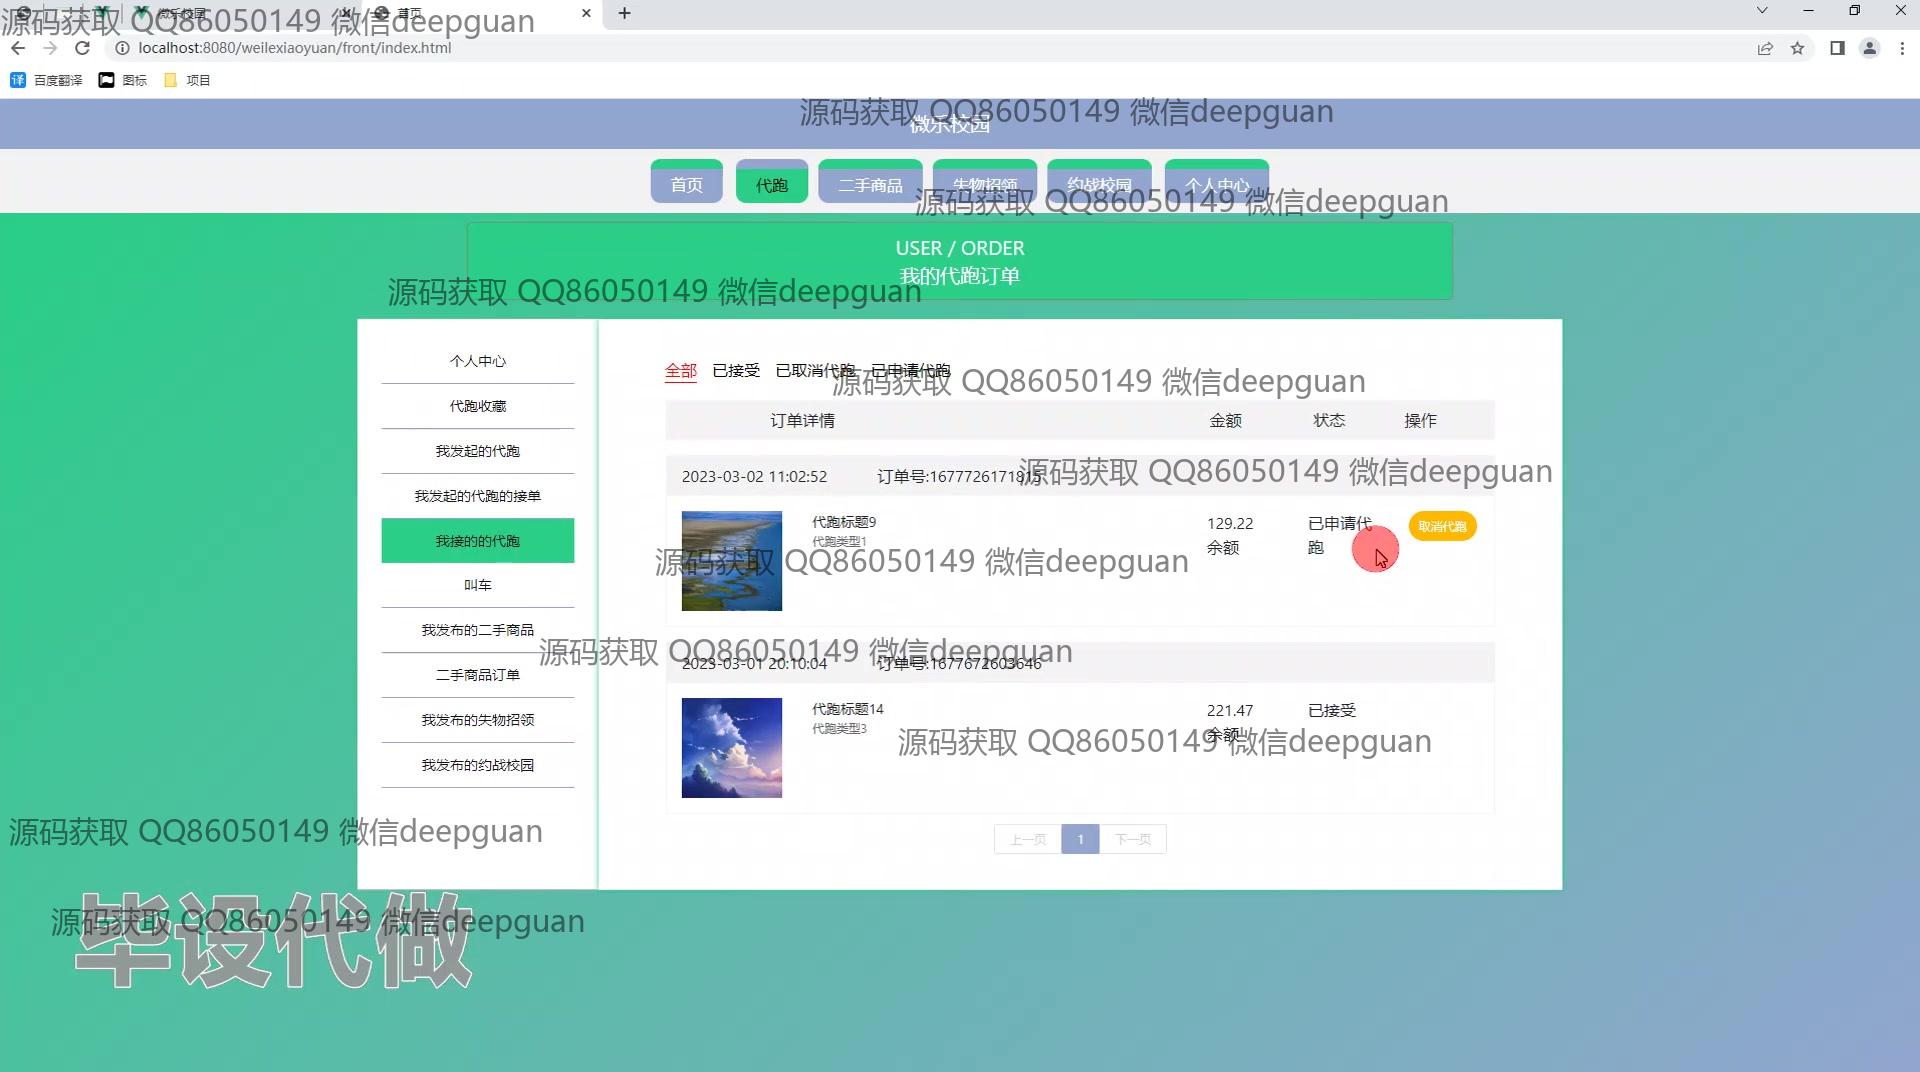 微乐校园
首页
源码获取 QQ86050149 微信deepguan
localhost:8080/weilexiaoyuan/front/index.html
百度翻译
图标
项目
源码获取 QQ86050149 微信deepguan
微乐校园
首页
代跑
二手商品
失物招领
约战校园
个人中心
源码获取 QQ86050149 微信deepguan
USER / ORDER
我的代跑订单
源码获取 QQ86050149 微信deepguan
个人中心
代跑收藏
我发起的代跑
我发起的代跑的接单
我接的的代跑
叫车
我发布的二手商品
二手商品订单
我发布的失物招领
我发布的约战校园
全部
已接受
已取消代跑
已申请代跑
源码获取 QQ86050149 微信deepguan
订单详情
金额
状态
操作
2023-03-02 11:02:52
订单号:1677726171815
源码获取 QQ86050149 微信deepguan
代跑标题9
代跑类型1
129.22
余额
已申请代
跑
取消代跑
源码获取 QQ86050149 微信deepguan
源码获取 QQ86050149 微信deepguan
2023-03-01 20:10:04
订单号:1677672603646
代跑标题14
代跑类型3
221.47
余额
已接受
源码获取 QQ86050149 微信deepguan
上一页
1
下一页
源码获取 QQ86050149 微信deepguan
源码获取 QQ86050149 微信deepguan
毕设代做